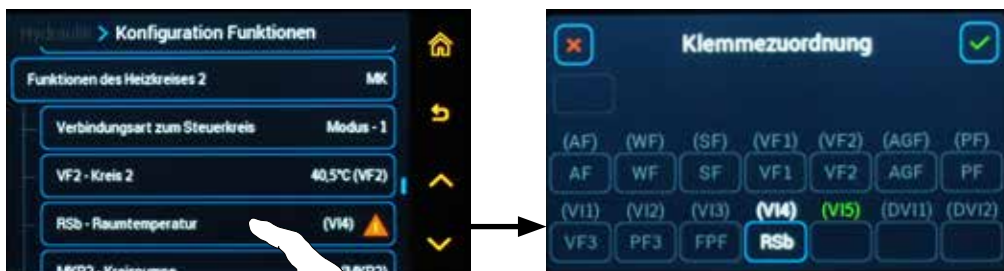 > Konfiguration Funktionen
Funktionen des Heizkreises 2 MK
Verbindungsart zum Steuerkreis Modus - 1
VF2 - Kreis 2 40,5°C (VF2)
RSb - Raumtemperatur (VI4)
Klemmezuordnung
(AF) (WF) (SF) (VF1) (VF2) (AGF) (PF)
AF WF SF VF1 VF2 AGF PF
(VI1) (VI2) (VI3) (VI4) (VI5) (DVI1) (DVI2)
VF3 PF3 FPF RSb